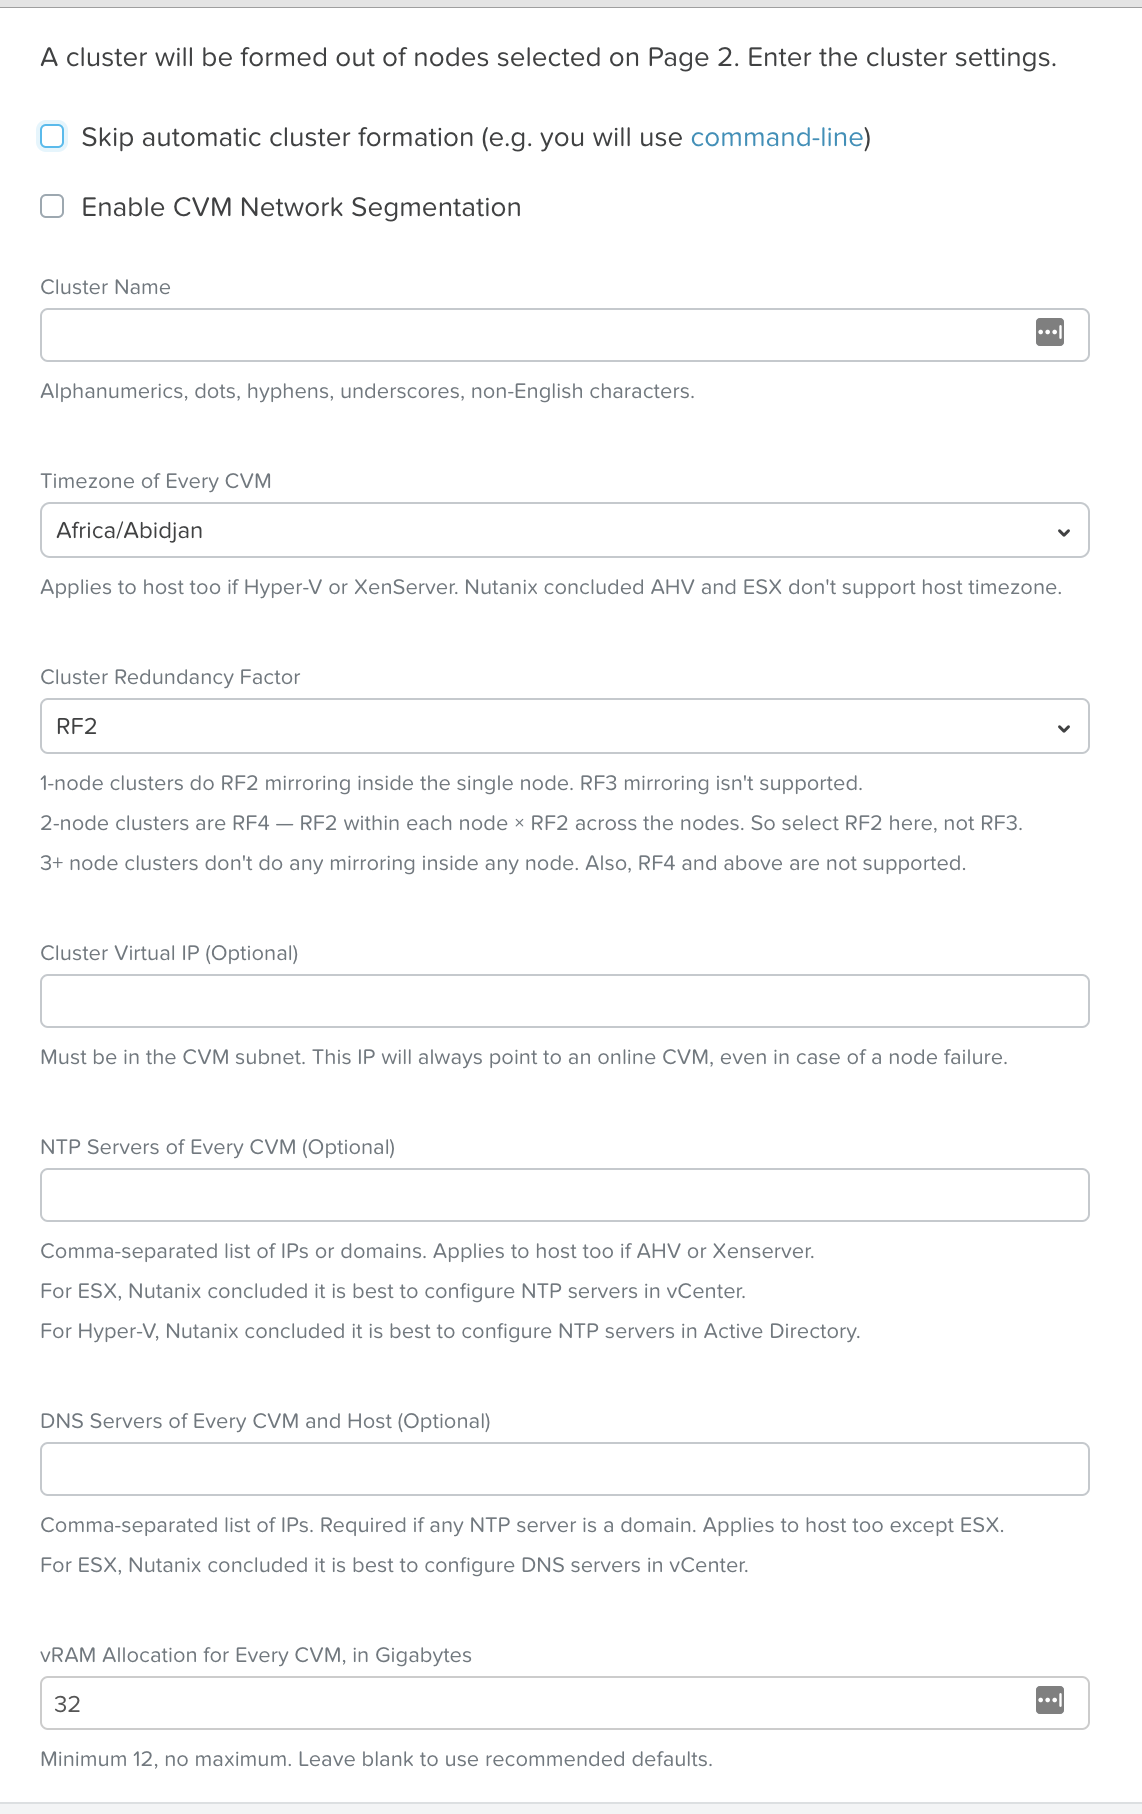 A cluster will be formed out of nodes selected on Page 2. Enter the cluster settings.
Skip automatic cluster formation (e.g. you will use command-line)
Enable CVM Network Segmentation
Cluster Name
Alphanumerics, dots, hyphens, underscores, non-English characters.
Timezone of Every CVM
Africa/Abidjan
Applies to host too if Hyper-V or XenServer. Nutanix concluded AHV and ESX don't support host timezone.
Cluster Redundancy Factor
RF2
1-node clusters do RF2 mirroring inside the single node. RF3 mirroring isn't supported.
2-node clusters are RF4 — RF2 within each node × RF2 across the nodes. So select RF2 here, not RF3.
3+ node clusters don't do any mirroring inside any node. Also, RF4 and above are not supported.
Cluster Virtual IP (Optional)
Must be in the CVM subnet. This IP will always point to an online CVM, even in case of a node failure.
NTP Servers of Every CVM (Optional)
Comma-separated list of IPs or domains. Applies to host too if AHV or Xenserver.
For ESX, Nutanix concluded it is best to configure NTP servers in vCenter.
For Hyper-V, Nutanix concluded it is best to configure NTP servers in Active Directory.
DNS Servers of Every CVM and Host (Optional)
Comma-separated list of IPs. Required if any NTP server is a domain. Applies to host too except ESX.
For ESX, Nutanix concluded it is best to configure DNS servers in vCenter.
vRAM Allocation for Every CVM, in Gigabytes
32
Minimum 12, no maximum. Leave blank to use recommended defaults.